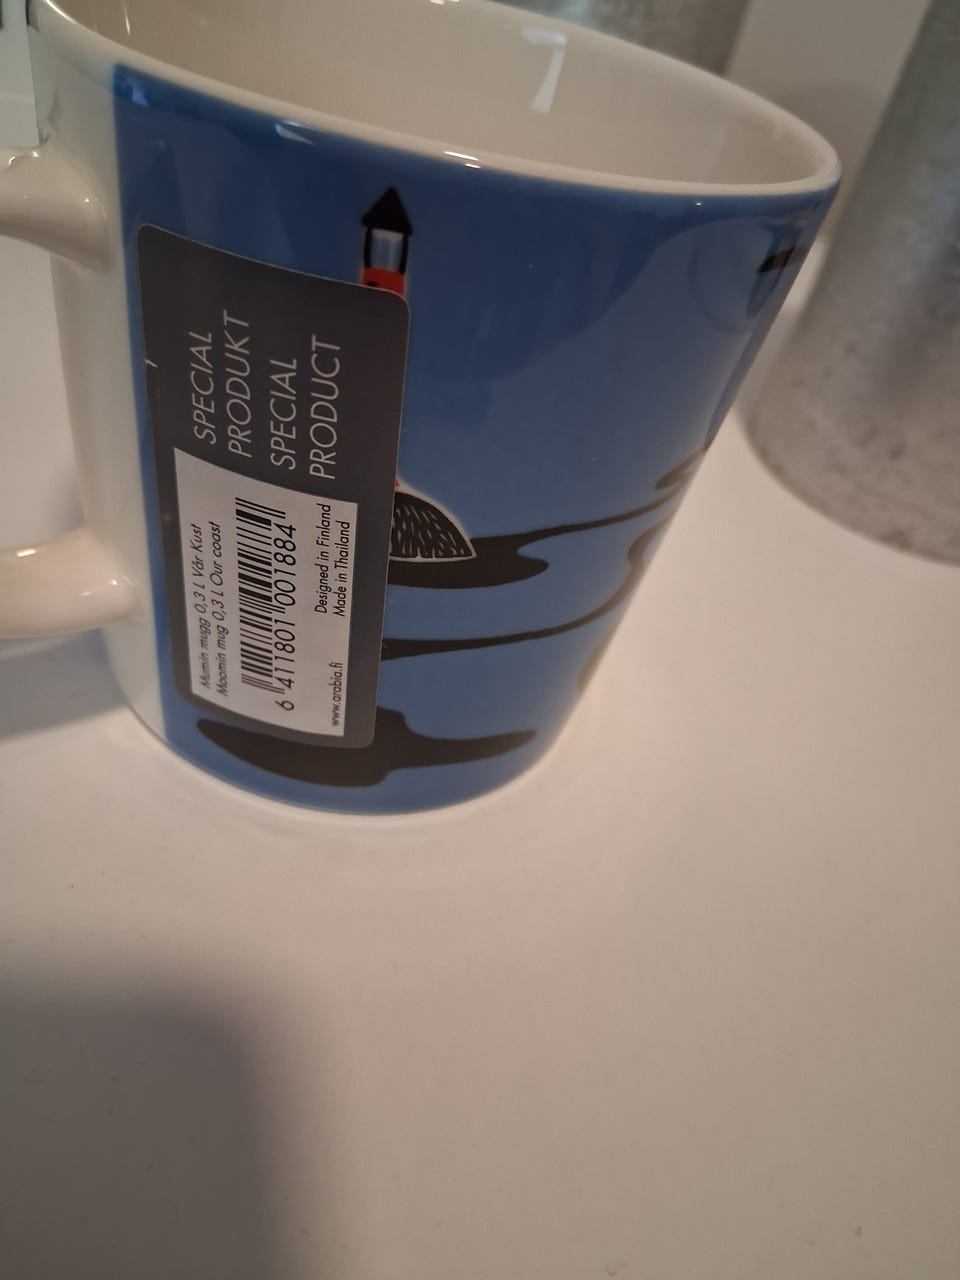 SPECIAL
PRODUKT
SPECIAL
PRODUCT
Mumin mugg 0,3 L Vår Kust
Moomin mug 0,3 L Our coast
6 411801 001884
Designed in Finland
Made in Thailand
www.arabia.fi